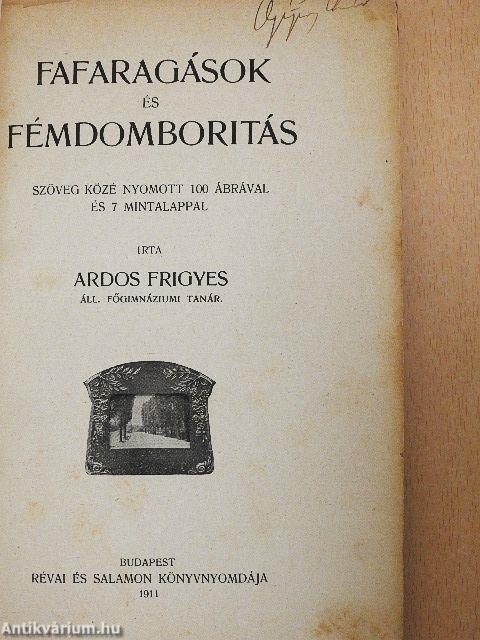 FAFARAGÁSOK
ÉS
FÉMDOMBORITÁS
SZÖVEG KÖZÉ NYOMOTT 100 ÁBRÁVAL
ÉS 7 MINTALAPPAL
IRTA
ARDOS FRIGYES
ÁLL. FŐGIMNÁZIUMI TANÁR.
BUDAPEST
RÉVAI ÉS SALAMON KÖNYVNYOMDÁJA
1911
Antikvárium.hu